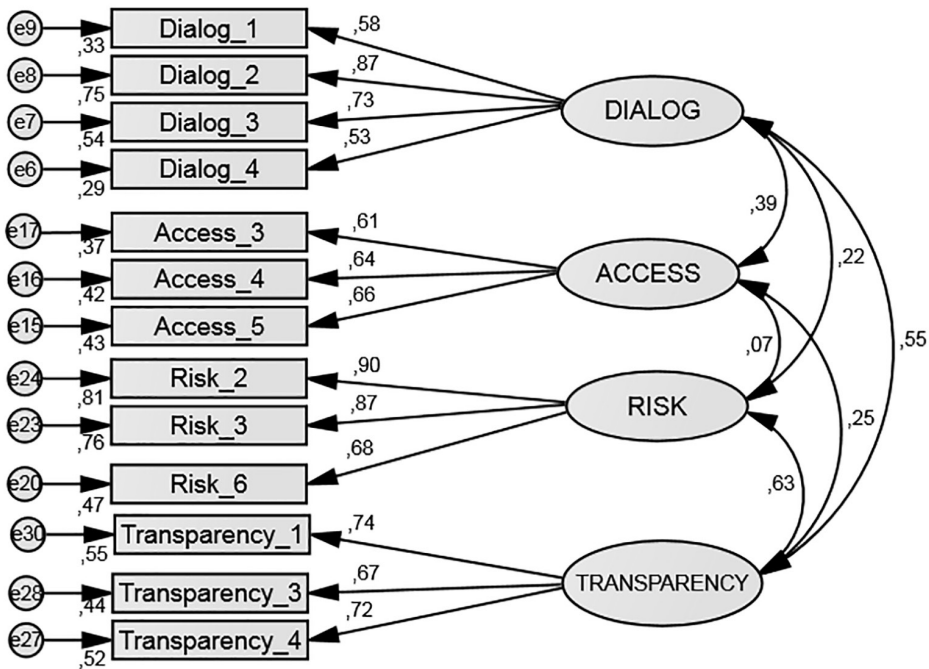 e9 ,33 Dialog_1 ,58
e8 ,75 Dialog_2 ,87
e7 ,54 Dialog_3 ,73
e6 ,29 Dialog_4 ,53
DIALOG
,39
e17 ,37 Access_3 ,61
e16 ,42 Access_4 ,64
e15 ,43 Access_5 ,66
ACCESS
,22
,07
,55
e24 ,81 Risk_2 ,90
e23 ,76 Risk_3 ,87
e20 ,47 Risk_6 ,68
RISK
,25
,63
e30 ,55 Transparency_1 ,74
e28 ,44 Transparency_3 ,67
e27 ,52 Transparency_4 ,72
TRANSPARENCY